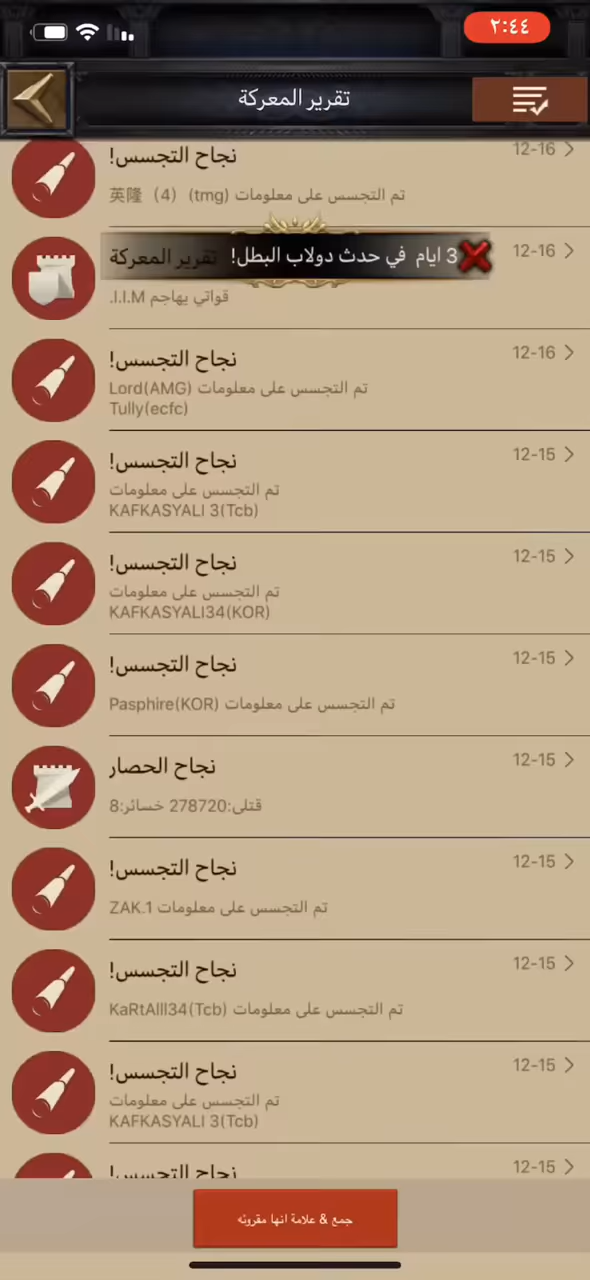 ٢:٤٤
تقرير المعركة
نجاح التجسس!
12-16
تم التجسس على معلومات (tmg)（4）英隆
3 ايام في حدث دولاب البطل!
تقرير المعركة
12-16
قواتي يهاجم I.I.M.
نجاح التجسس!
12-16
تم التجسس على معلومات Lord(AMG)
Tully(ecfc)
نجاح التجسس!
12-15
تم التجسس على معلومات
KAFKASYALI 3(Tcb)
نجاح التجسس!
12-15
تم التجسس على معلومات
KAFKASYALI34(KOR)
نجاح التجسس!
12-15
تم التجسس على معلومات Pasphire(KOR)
نجاح الحصار
12-15
قتلى:278720 خسائر:8
نجاح التجسس!
12-15
تم التجسس على معلومات ZAK.1
نجاح التجسس!
12-15
تم التجسس على معلومات KaRtAlll34(Tcb)
نجاح التجسس!
12-15
تم التجسس على معلومات
KAFKASYALI 3(Tcb)
نجاح التجسس!
12-15
جمع & علامة انها مقروئه